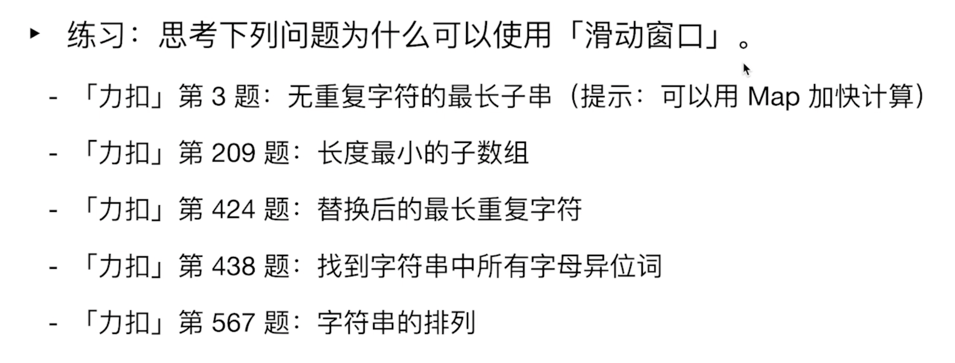 ▸ 练习：思考下列问题为什么可以使用「滑动窗口」。
- 「力扣」第 3 题：无重复字符的最长子串（提示：可以用 Map 加快计算）
- 「力扣」第 209 题：长度最小的子数组
- 「力扣」第 424 题：替换后的最长重复字符
- 「力扣」第 438 题：找到字符串中所有字母异位词
- 「力扣」第 567 题：字符串的排列